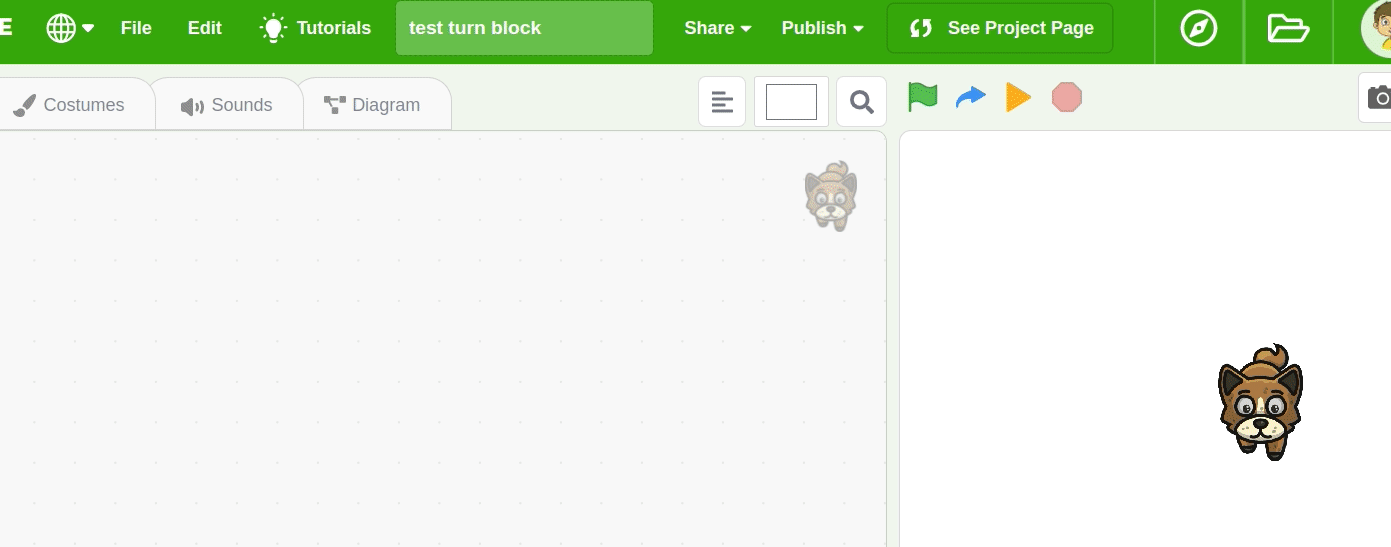 E File Edit Tutorials test turn block Share Publish See Project Page
Costumes Sounds Diagram